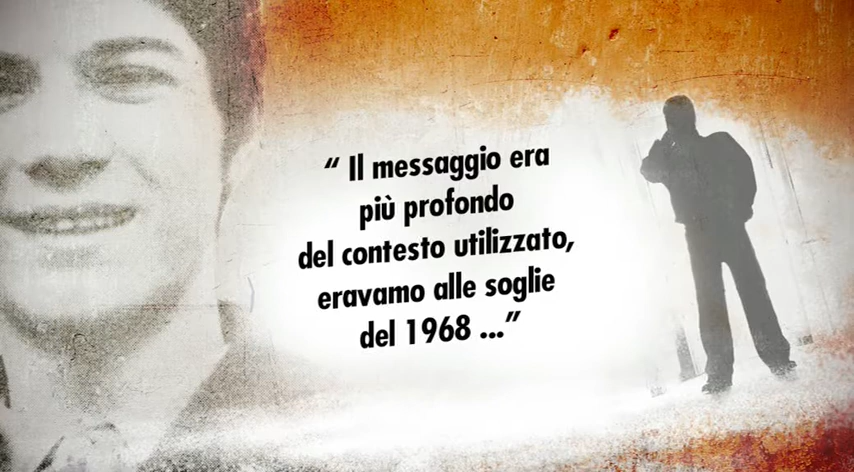 “ Il messaggio era
più profondo
del contesto utilizzato,
eravamo alle soglie
del 1968 ...”